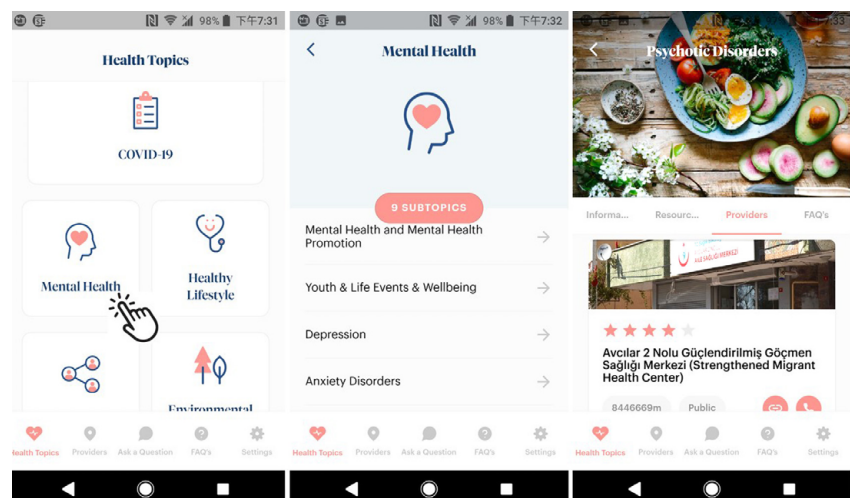 98% 下午7:31
Health Topics
COVID-19
Mental Health
Healthy
Lifestyle
Environmental
Health Topics Providers Ask a Question FAQ's Settings
98% 下午7:32
Mental Health
9 SUBTOPICS
Mental Health and Mental Health
Promotion
Youth & Life Events & Wellbeing
Depression
Anxiety Disorders
Health Topics Providers Ask a Question FAQ's Settings
Psychotic Disorders
Informa... Resourc... Providers FAQ's
Avcılar 2 Nolu Güçlendirilmiş Göçmen
Sağlığı Merkezi (Strengthened Migrant
Health Center)
8446669m Public
Health Topics Providers Ask a Question FAQ's Settings